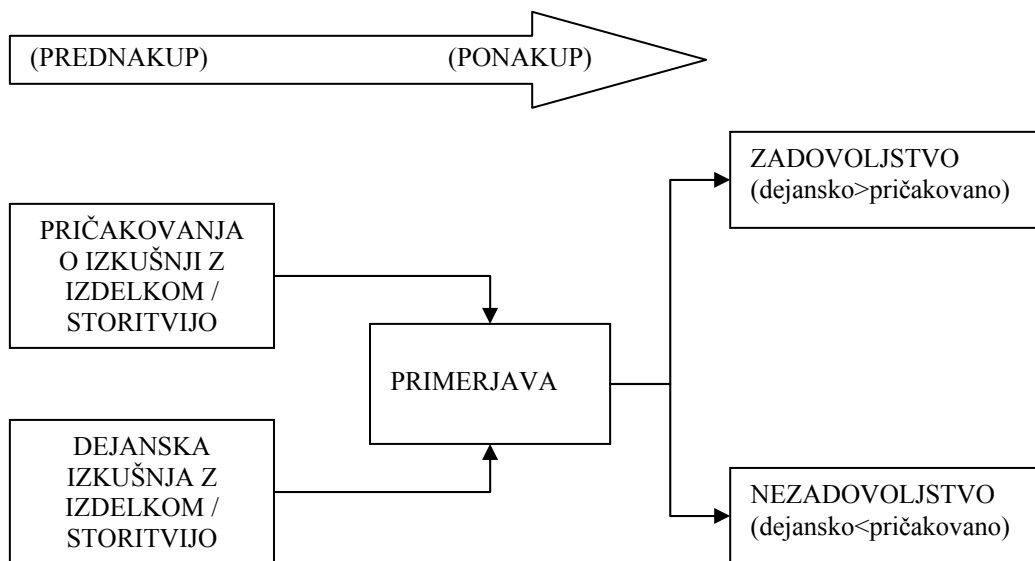 (PREDNAKUP) (PONAKUP)
ZADOVOLJSTVO
(dejansko>pričakovano)
PRIČAKOVANJA
O IZKUŠNJI Z
IZDELKOM /
STORITVIJO
PRIMERJAVA
DEJANSKA
IZKUŠNJA Z
IZDELKOM /
STORITVIJO
NEZADOVOLJSTVO
(dejansko<pričakovano)